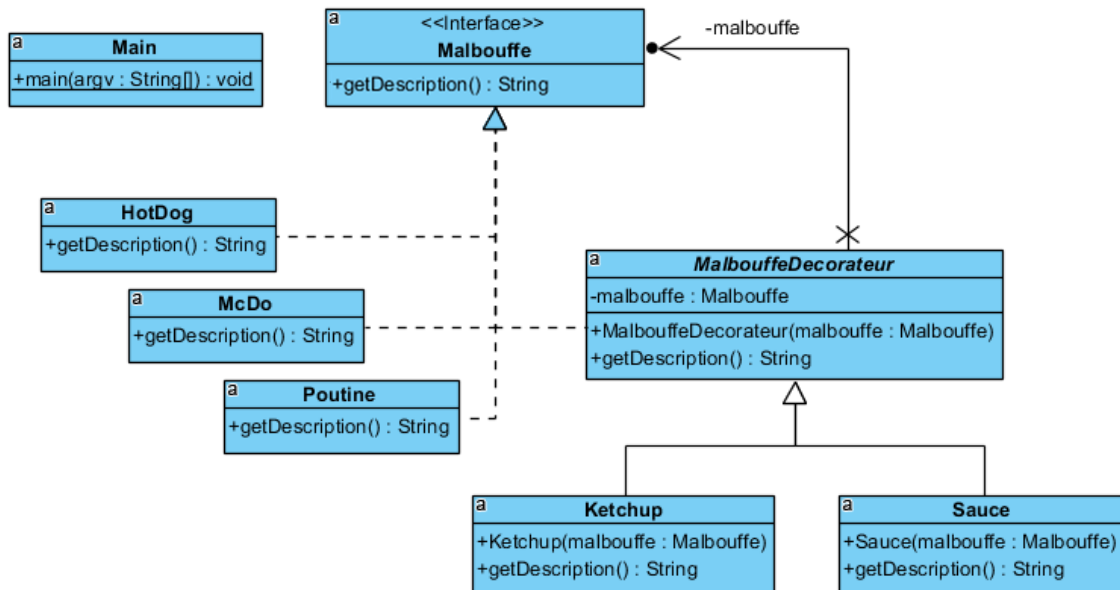 a
Main
+main(argv : String[]) : void
a
<<Interface>>
Malbouffe
+getDescription() : String
-malbouffe
a
HotDog
+getDescription() : String
a
McDo
+getDescription() : String
a
Poutine
+getDescription() : String
a
MalbouffeDecorateur
-malbouffe : Malbouffe
+MalbouffeDecorateur(malbouffe : Malbouffe)
+getDescription() : String
a
Ketchup
+Ketchup(malbouffe : Malbouffe)
+getDescription() : String
a
Sauce
+Sauce(malbouffe : Malbouffe)
+getDescription() : String